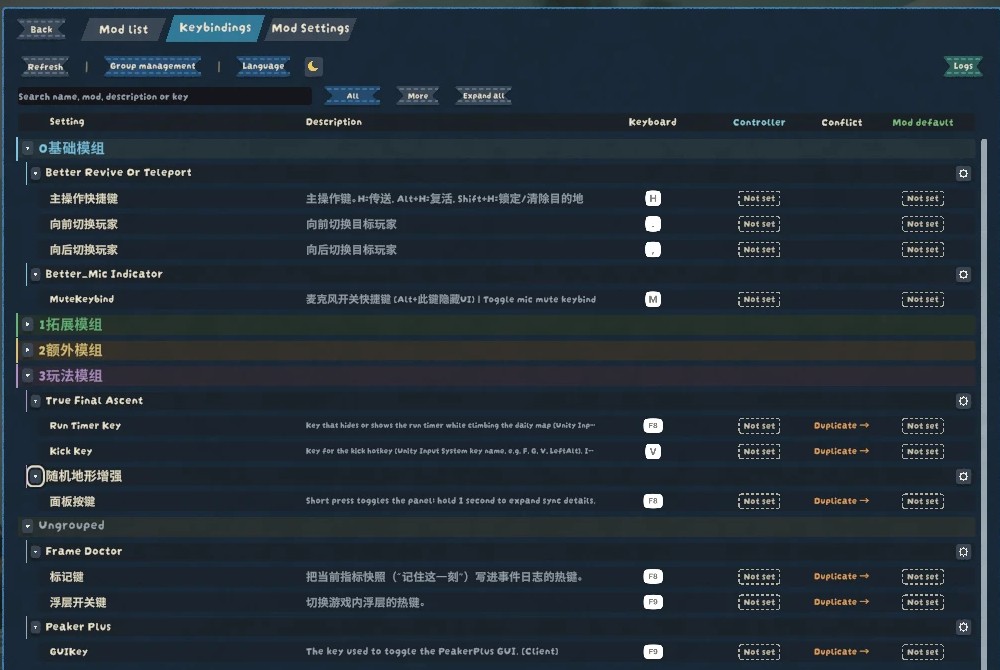 Back Mod list Keybindings Mod Settings
Refresh | Group management | Language Logs
Search name, mod, description or key All More Expand all
Setting Description Keyboard Controller Conflict Mod default
0基础模组
Better Revive Or Teleport
主操作快捷键 主操作键。H:传送, Alt+H:复活, Shift+H:锁定/清除目的地 H Not set Not set
向前切换玩家 向前切换目标玩家 . Not set Not set
向后切换玩家 向后切换目标玩家 , Not set Not set
Better_Mic Indicator
MuteKeybind 麦克风开关快捷键 (Alt+此键隐藏UI) | Toggle mic mute keybind M Not set Not set
1拓展模组
2额外模组
3玩法模组
True Final Ascent
Run Timer Key Key that hides or shows the run timer while climbing the daily map (Unity Inp… F8 Not set Duplicate → Not set
Kick Key Key for the kick hotkey (Unity Input System key name, e.g. F, G, V, LeftAlt). I… V Not set Duplicate → Not set
随机地形增强
面板按键 Short press toggles the panel; hold 1 second to expand sync details. F8 Not set Duplicate → Not set
Ungrouped
Frame Doctor
标记键 把当前指标快照（"记住这一刻"）写进事件日志的热键。 F8 Not set Duplicate → Not set
浮层开关键 切换游戏内浮层的热键。 F9 Not set Duplicate → Not set
Peaker Plus
GUIKey The key used to toggle the PeakerPlus GUI. [Client] F9 Not set Duplicate → Not set